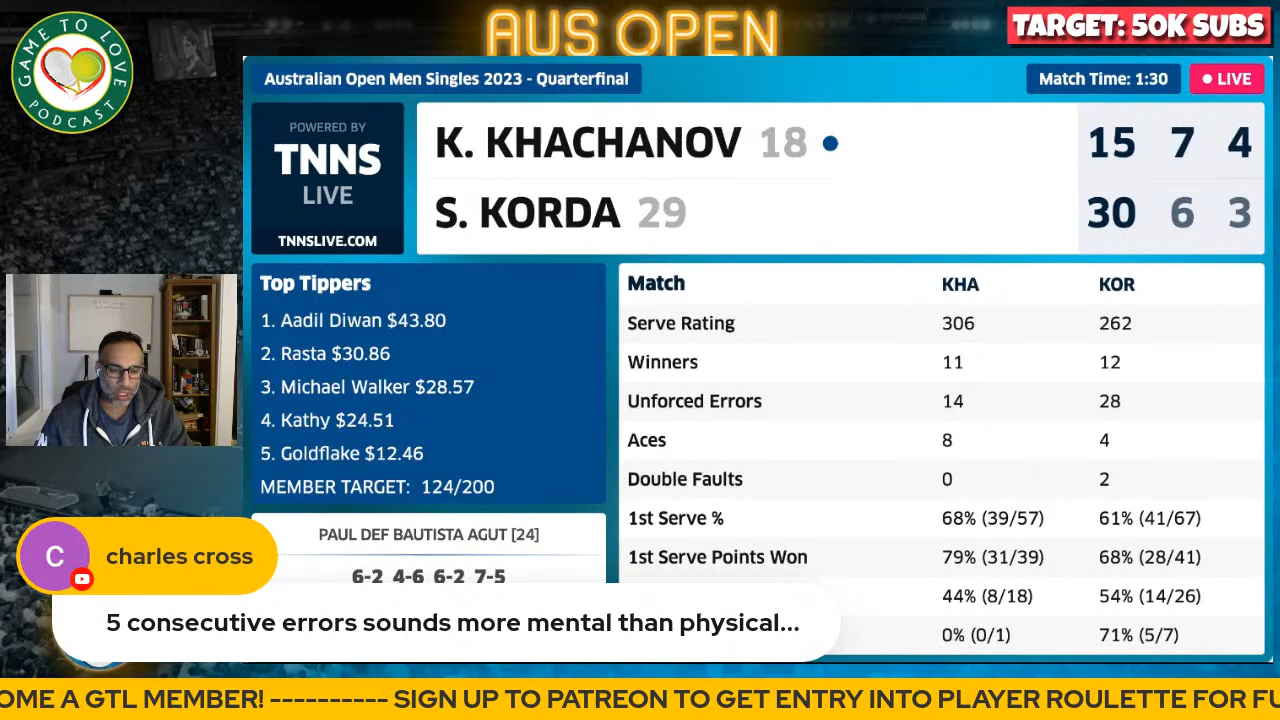 AUS OPEN
TARGET: 50K SUBS
GAME TO LOVE
PODCAST
Australian Open Men Singles 2023 - Quarterfinal
Match Time: 1:30
LIVE
POWERED BY
TNNS
LIVE
TNNSLIVE.COM
K. KHACHANOV 18 15 7 4
S. KORDA 29 30 6 3
Top Tippers
1. Aadil Diwan $43.80
2. Rasta $30.86
3. Michael Walker $28.57
4. Kathy $24.51
5. Goldflake $12.46
MEMBER TARGET: 124/200
PAUL DEF BAUTISTA AGUT [24]
6-2 4-6 6-2 7-5
Match KHA KOR
Serve Rating 306 262
Winners 11 12
Unforced Errors 14 28
Aces 8 4
Double Faults 0 2
1st Serve % 68% (39/57) 61% (41/67)
1st Serve Points Won 79% (31/39) 68% (28/41)
44% (8/18) 54% (14/26)
0% (0/1) 71% (5/7)
C charles cross
5 consecutive errors sounds more mental than physical...
OME A GTL MEMBER! ---------- SIGN UP TO PATREON TO GET ENTRY INTO PLAYER ROULETTE FOR FU